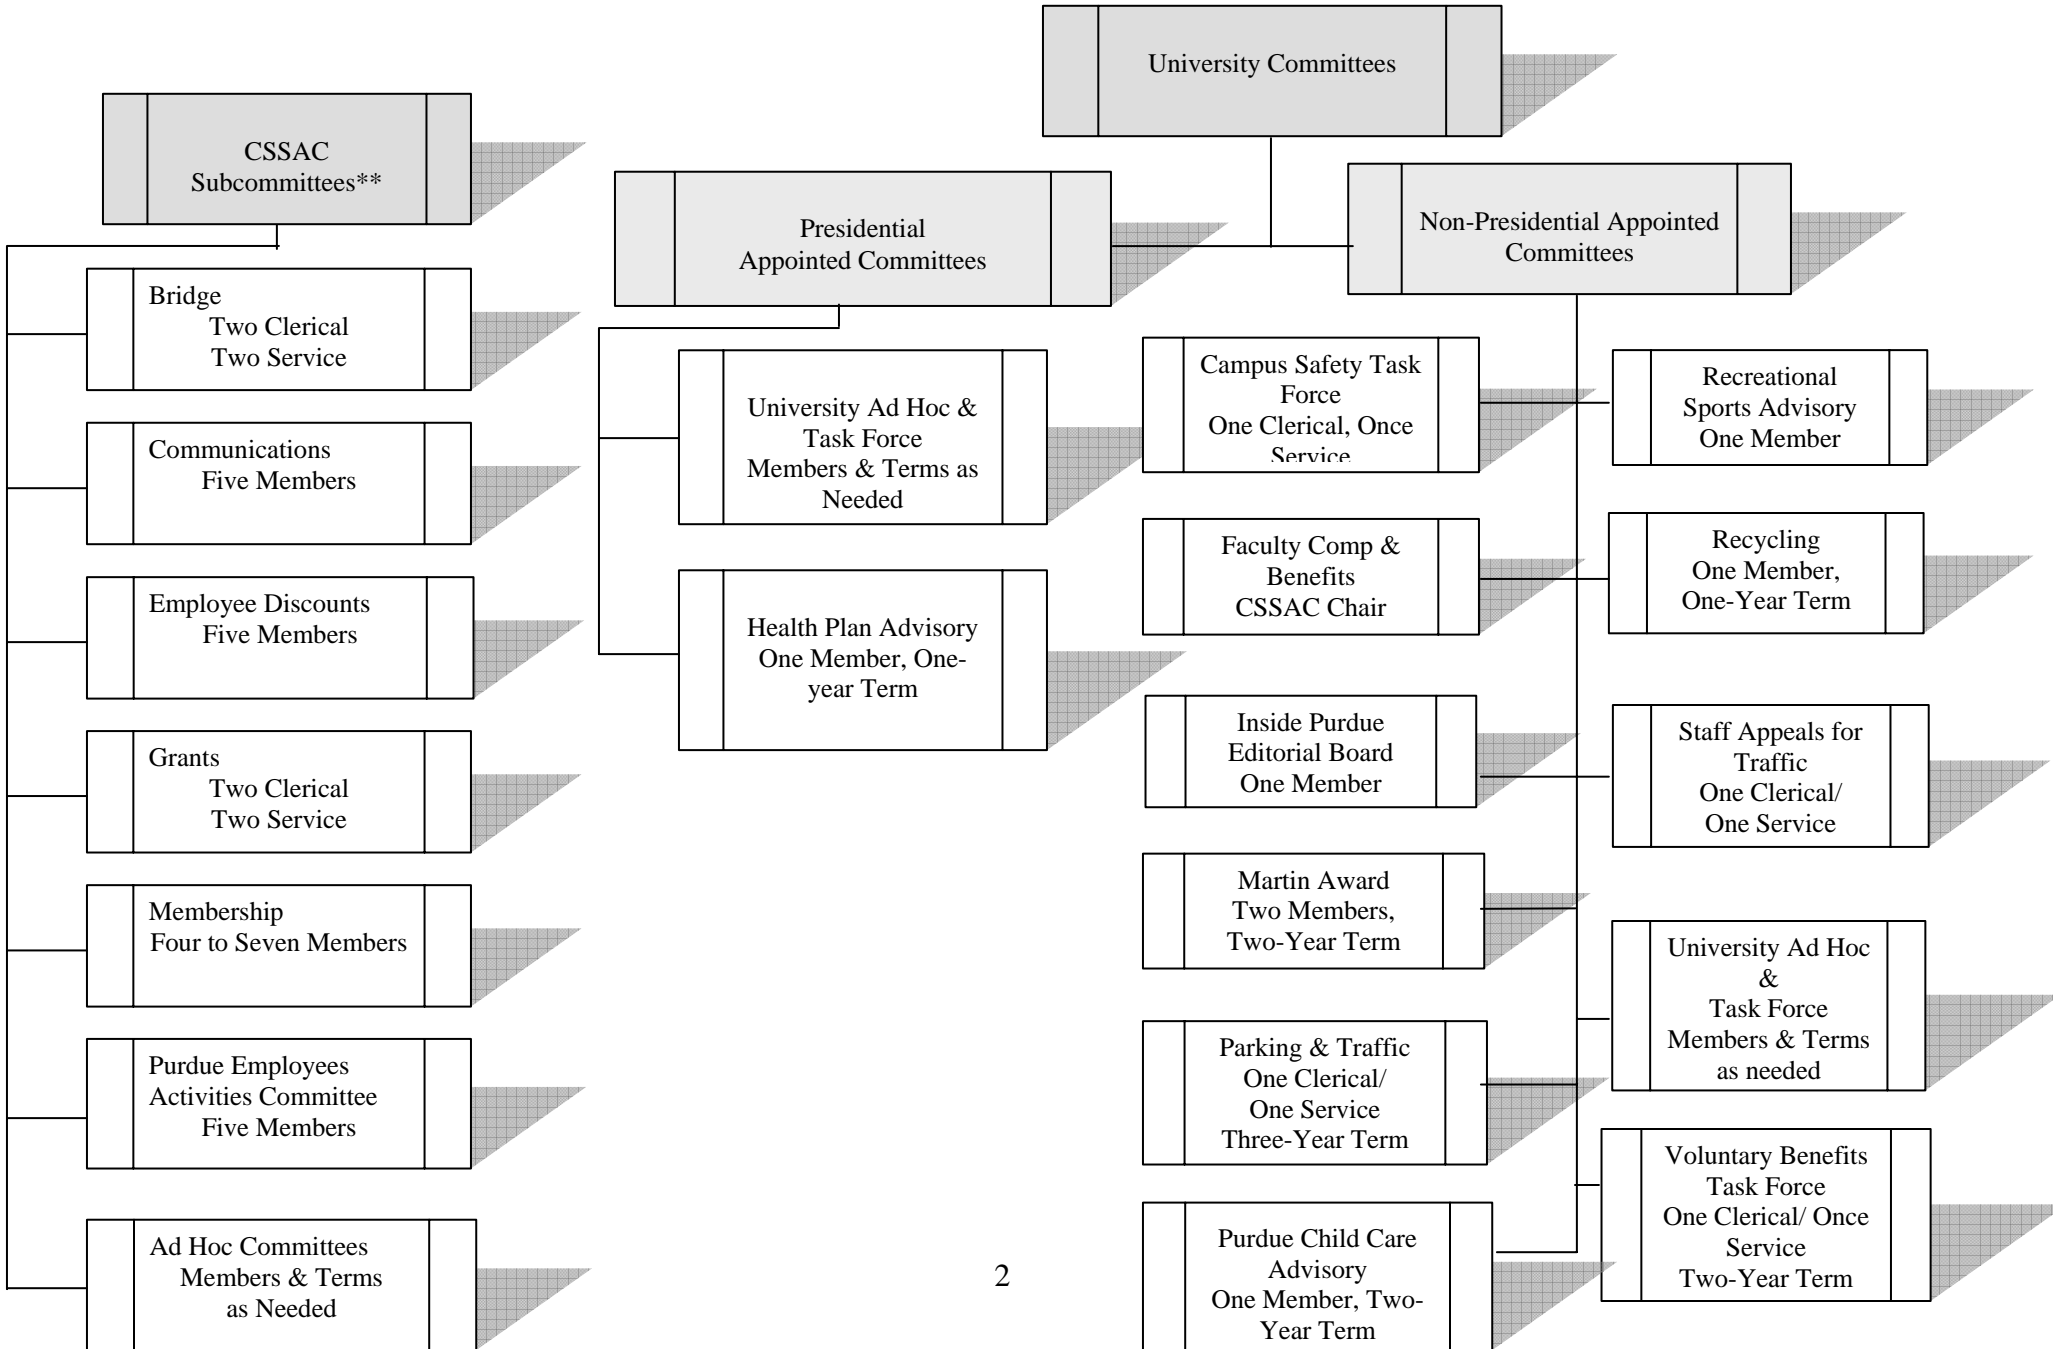 University Committees
CSSAC
Subcommittees**
Bridge
Two Clerical
Two Service
Communications
Five Members
Employee Discounts
Five Members
Grants
Two Clerical
Two Service
Membership
Four to Seven Members
Purdue Employees
Activities Committee
Five Members
Ad Hoc Committees
Members & Terms
as Needed
Presidential
Appointed Committees
University Ad Hoc &
Task Force
Members & Terms as
Needed
Health Plan Advisory
One Member, One-
year Term
Non-Presidential Appointed
Committees
Campus Safety Task
Force
One Clerical, Once
Service
Faculty Comp &
Benefits
CSSAC Chair
Inside Purdue
Editorial Board
One Member
Martin Award
Two Members,
Two-Year Term
Parking & Traffic
One Clerical/
One Service
Three-Year Term
Purdue Child Care
Advisory
One Member, Two-
Year Term
Recreational
Sports Advisory
One Member
Recycling
One Member,
One-Year Term
Staff Appeals for
Traffic
One Clerical/
One Service
University Ad Hoc
&
Task Force
Members & Terms
as needed
Voluntary Benefits
Task Force
One Clerical/ Once
Service
Two-Year Term
2